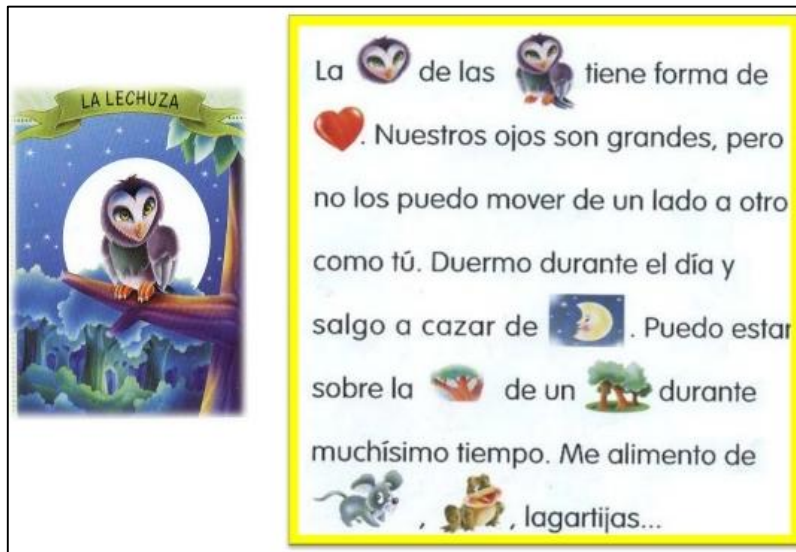 LA LECHUZA
La de las tiene forma de
. Nuestros ojos son grandes, pero
no los puedo mover de un lado a otro
como tú. Duermo durante el día y
salgo a cazar de . Puedo estar
sobre la de un durante
muchísimo tiempo. Me alimento de
, , lagartijas...